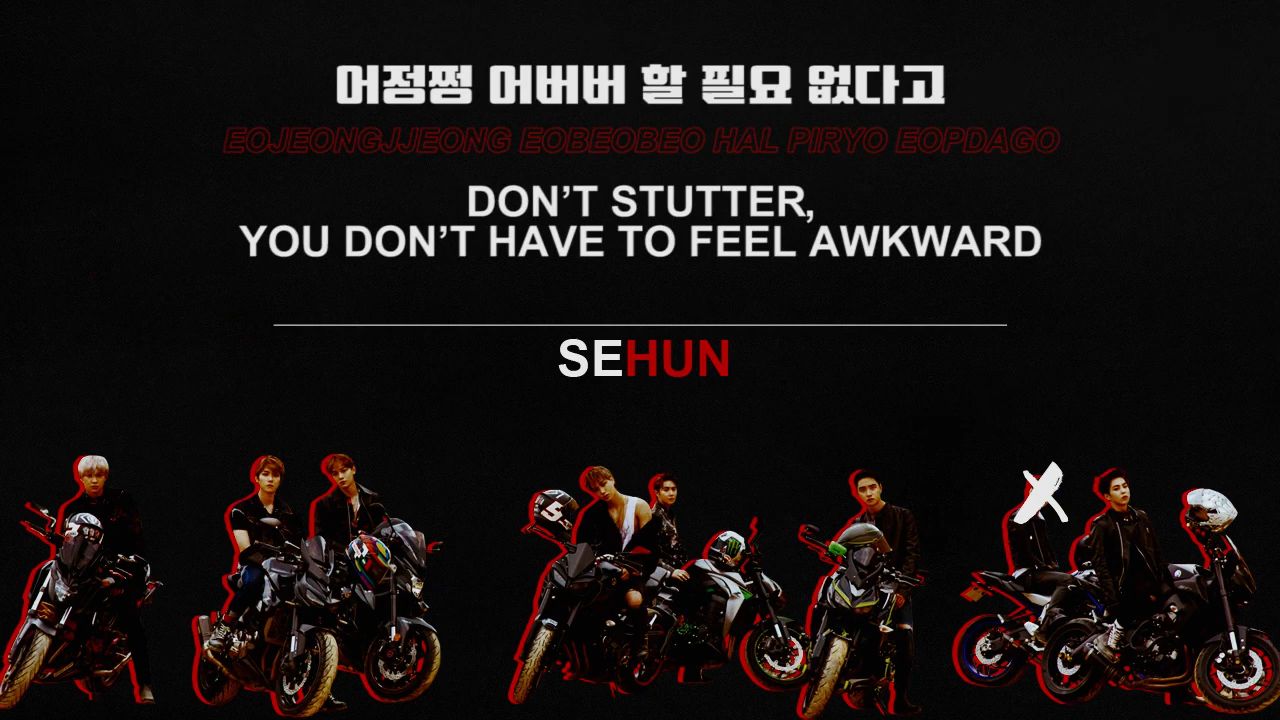 어정쩡 어버버 할 필요 없다고
EOJEONGJJEONG EOBEOBEO HAL PIRYO EOPDAGO
DON’T STUTTER,
YOU DON’T HAVE TO FEEL AWKWARD
SEHUN
5